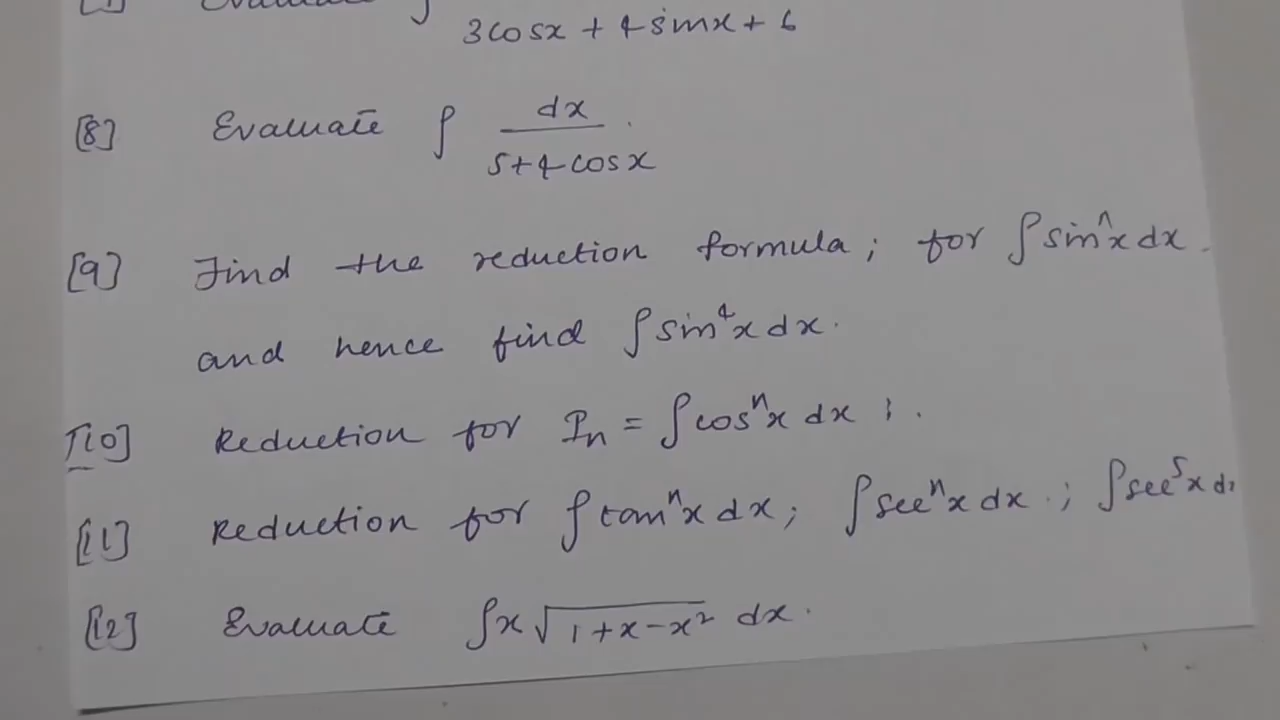 Evaluate ∫
3cosx + 4sinx + 6
[8] Evaluate ∫ dx / 5+4cosx
[9] Find the reduction formula; for ∫sinⁿx dx.
and hence find ∫sin⁴x dx.
[10] Reduction for Iₙ = ∫cosⁿx dx ; .
[11] Reduction for ∫tanⁿx dx; ∫secⁿx dx ; ∫sec⁵x d
[12] Evaluate ∫x√(1+x-x²) dx.